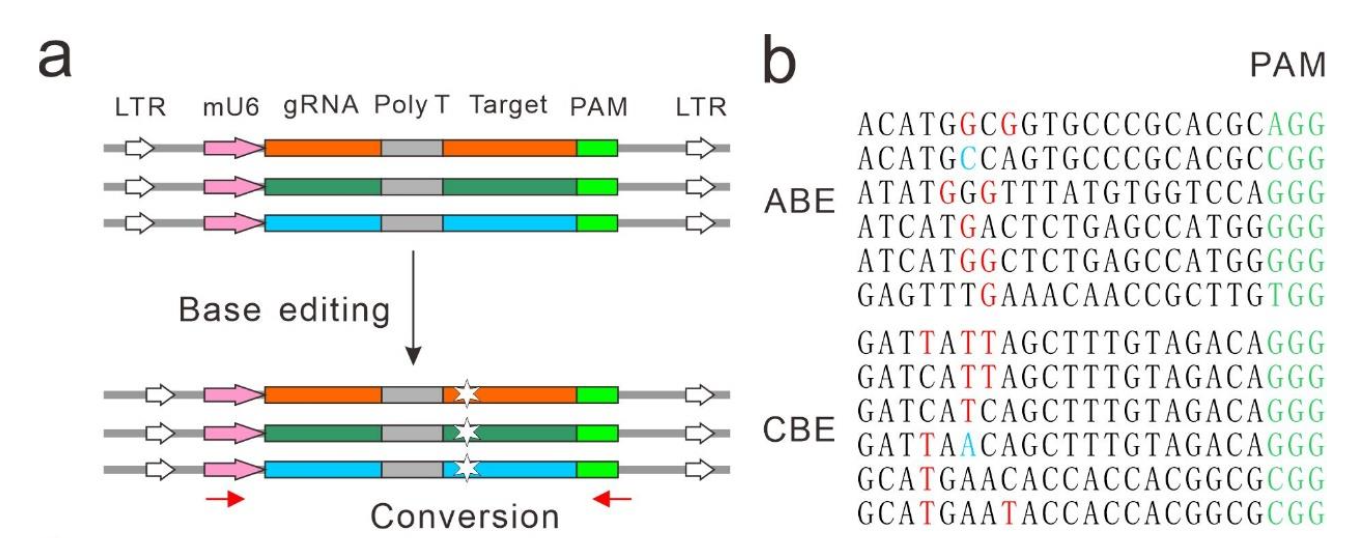 a
LTR mU6 gRNA Poly T Target PAM LTR
Base editing
Conversion
b
PAM
ABE
ACATGGCGGTGCCCGCACGCAGG
ACATGCCAGTGCCCGCACGCCGG
ATATGGGTTTATGTGGTCCAGGG
ATCATGACTCTGAGCCATGGGGG
ATCATGGCTCTGAGCCATGGGGG
GAGTTTGAAACAACCGCTTGTGG
CBE
GATTATTAGCTTTGTAGACAGGG
GATCATTAGCTTTGTAGACAGGG
GATCATCAGCTTTGTAGACAGGG
GATTAACAGCTTTGTAGACAGGG
GCATGAACACCACCACGGCGCGG
GCATGAATACCACCACGGCGCGG